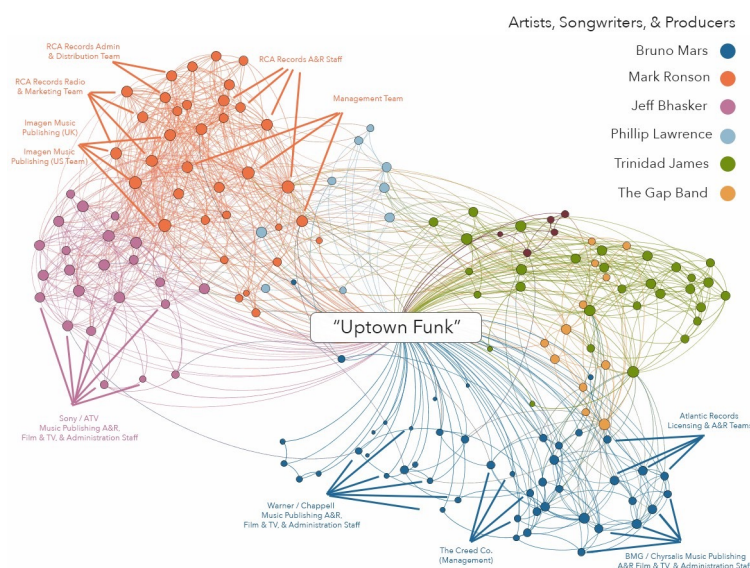 Artists, Songwriters, & Producers
Bruno Mars
Mark Ronson
Jeff Bhasker
Phillip Lawrence
Trinidad James
The Gap Band
RCA Records Admin
& Distribution Team
RCA Records A&R Staff
RCA Records Radio
& Marketing Team
Management Team
Imagen Music
Publishing (UK)
Imagen Music
Publishing (US Team)
“Uptown Funk”
Sony / ATV
Music Publishing A&R,
Film & TV, & Administration Staff
Atlantic Records
Licensing & A&R Teams
Warner / Chappell
Music Publishing A&R,
Film & TV, & Administration Staff
The Creed Co.
(Management)
BMG / Chyrsalis Music Publishing
A&R Film & TV, & Administration Staff